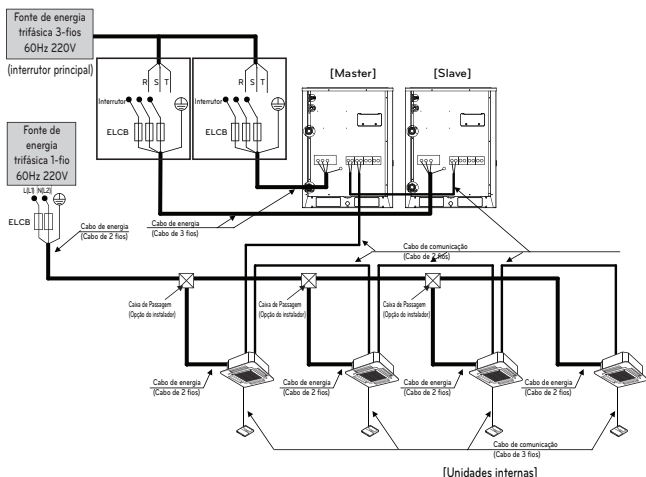 Fonte de energia
trifásica 3-fios
60Hz 220V
(interrutor principal)
R S T
Interrutor
ELCB
R S T
Interrutor
ELCB
[Master]
[Slave]
Fonte de
energia
trifásica 1-fio
60Hz 220V
L(L1) N(L2)
ELCB
Cabo de energia
(Cabo de 2 fios)
Cabo de energia
(Cabo de 2 fios)
Cabo de energia
(Cabo de 3 fios)
Cabo de comunicação
(Cabo de 2 fios)
Caixa de Passagem
(Opção do instalador)
Caixa de Passagem
(Opção do instalador)
Caixa de Passagem
(Opção do instalador)
Cabo de energia
(Cabo de 2 fios)
Cabo de energia
(Cabo de 2 fios)
Cabo de energia
(Cabo de 2 fios)
Cabo de comunicação
(Cabo de 3 fios)
[Unidades internas]